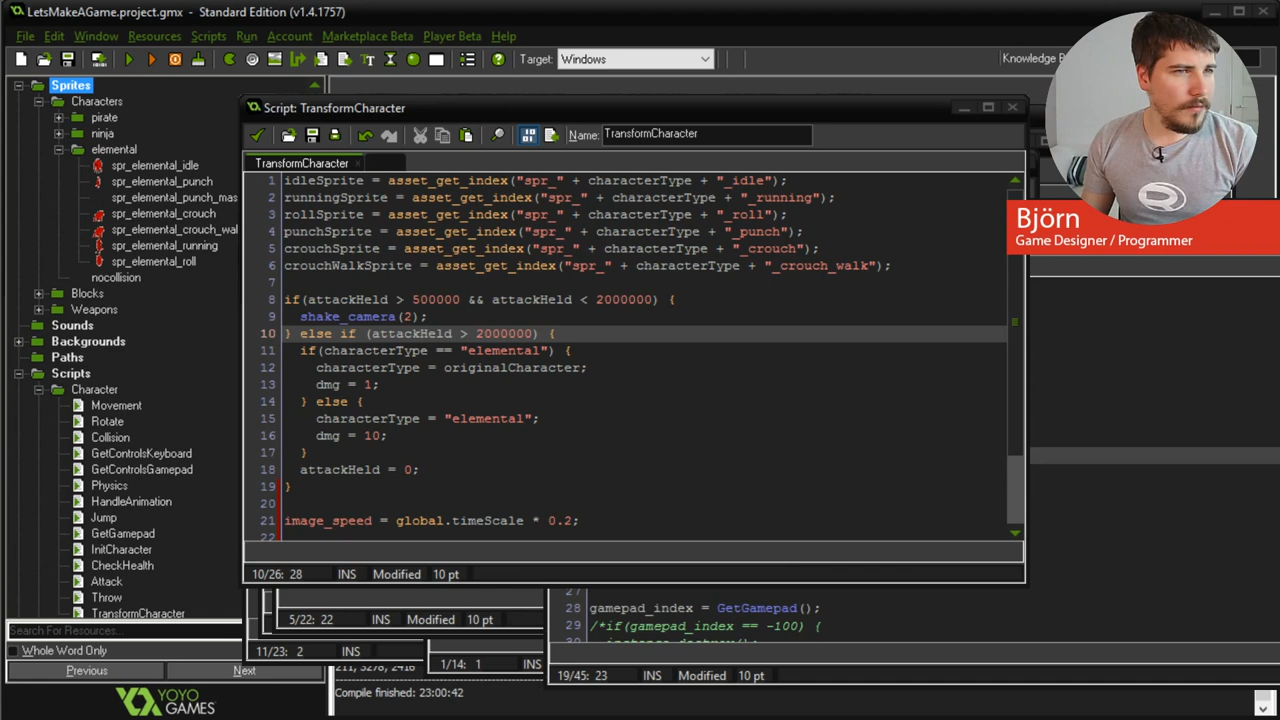 LetsMakeAGame.project.gmx - Standard Edition (v1.4.1757)
File Edit Window Resources Scripts Run Account Marketplace Beta Player Beta Help
Target: Windows
Knowledge B
Sprites
Characters
pirate
ninja
elemental
spr_elemental_idle
spr_elemental_punch
spr_elemental_punch_mas
spr_elemental_crouch
spr_elemental_crouch_wal
spr_elemental_running
spr_elemental_roll
nocollision
Blocks
Weapons
Sounds
Backgrounds
Paths
Scripts
Character
Movement
Rotate
Collision
GetControlsKeyboard
GetControlsGamepad
Physics
HandleAnimation
Jump
GetGamepad
InitCharacter
CheckHealth
Attack
Throw
TransformCharacter
Search For Resources...
Whole Word Only
Previous Next
YOYO
GAMES
Script: TransformCharacter
Name: TransformCharacter
TransformCharacter
1 idleSprite = asset_get_index("spr_" + characterType + "_idle");
2 runningSprite = asset_get_index("spr_" + characterType + "_running);
3 rollSprite = asset_get_index("spr_" + characterType + "_roll");
4 punchSprite = asset_get_index("spr_" + characterType + "_punch");
5 crouchSprite = asset_get_index("spr_" + characterType + "_crouch");
6 crouchWalkSprite = asset_get_index("spr_" + characterType + "_crouch_walk");
7
8 if(attackHeld > 500000 && attackHeld < 2000000) {
9 shake_camera(2);
10 } else if (attackHeld > 2000000) {
11 if(characterType == "elemental") {
12 characterType = originalCharacter;
13 dmg = 1;
14 } else {
15 characterType = "elemental";
16 dmg = 10;
17 }
18 attackHeld = 0;
19 }
20
21 image_speed = global.timeScale * 0.2;
22
10/26: 28 INS Modified 10 pt
5/22: 22 INS Modified 10 pt
11/23: 2 INS
1/14: 1 INS
Compile finished: 23:00:42
27
28 gamepad_index = GetGamepad();
29 /*if(gamepad_index == -100) {
19/45: 23 INS Modified 10 pt
Björn
Game Designer / Programmer